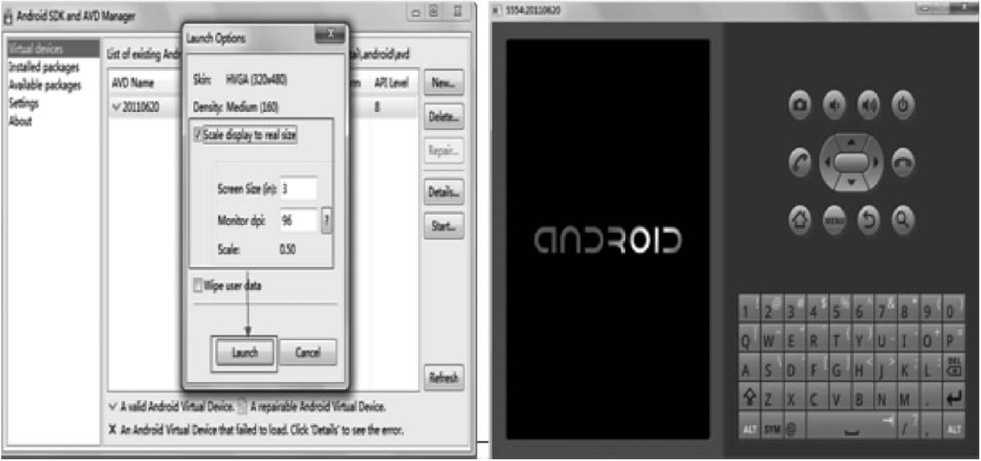 Android SDK and AVD Manager
Virtual devices
Installed packages
Available packages
Settings
About
List of existing Andr
\android\avd
AVD Name
API Level
20110620
8
New...
Delete...
Repair...
Details...
Start...
Refresh
Launch Options
Skin: HVGA (320x480)
Density: Medium (160)
Scale display to real size
Screen Size (in): 3
Monitor dpi: 96 ?
Scale: 0.50
Wipe user data
Launch Cancel
A valid Android Virtual Device. A repairable Android Virtual Device.
X An Android Virtual Device that failed to load. Click 'Details' to see the error.
5554:20110620
ANDROID
MENU
1 2 3 4 5 6 7 8 9 0
Q W E R T Y U I O P
A S D F G H J K L DEL
Z X C V B N M .
ALT SYM @ / , ALT